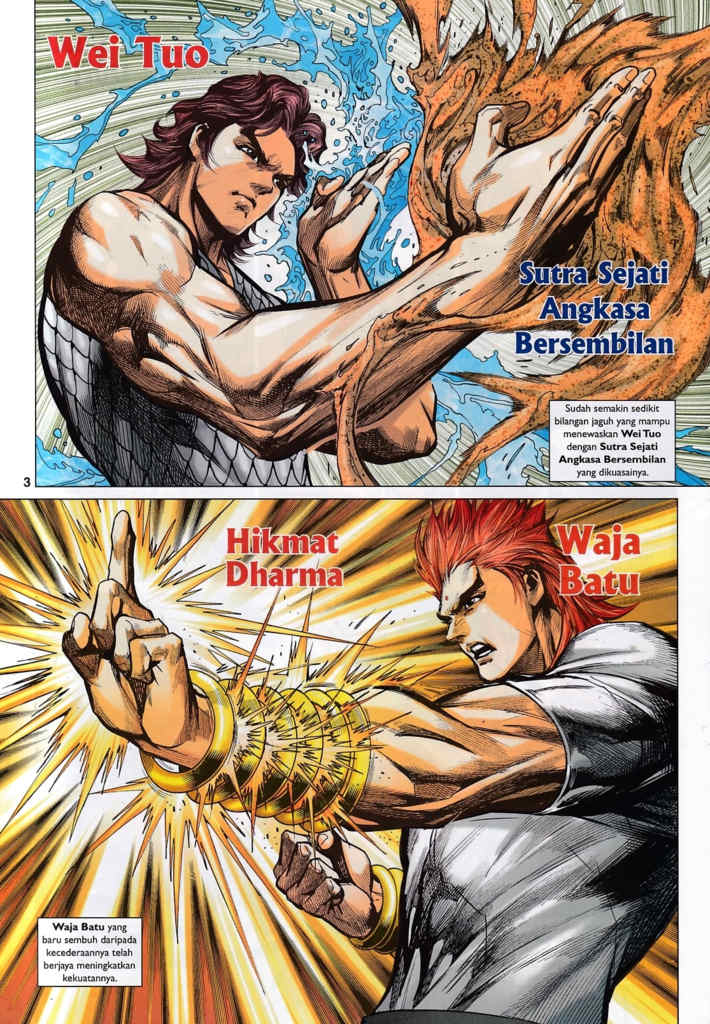 Wei Tuo
Sutra Sejati
Angkasa
Bersembilan
Sudah semakin sedikit
bilangan jaguh yang mampu
menewaskan Wei Tuo
dengan Sutra Sejati
Angkasa Bersembilan
yang dikuasainya.
3
Hikmat
Dharma
Waja
Batu
Waja Batu yang
baru sembuh daripada
kecederaannya telah
berjaya meningkatkan
kekuatannya.